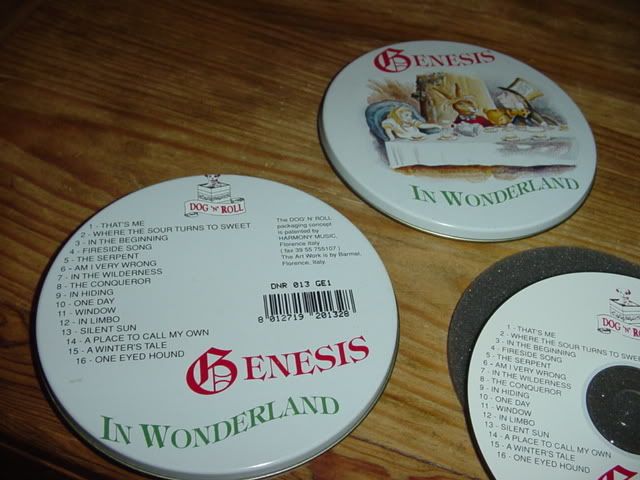 GENESIS
IN WONDERLAND
DOG 'N' ROLL
1 - THAT'S ME
2 - WHERE THE SOUR TURNS TO SWEET
3 - IN THE BEGINNING
4 - FIRESIDE SONG
5 - THE SERPENT
6 - AM I VERY WRONG
7 - IN THE WILDERNESS
8 - THE CONQUEROR
9 - IN HIDING
10 - ONE DAY
11 - WINDOW
12 - IN LIMBO
13 - SILENT SUN
14 - A PLACE TO CALL MY OWN
15 - A WINTER'S TALE
16 - ONE EYED HOUND
The DOG 'N' ROLL
packaging concept
is patented by
HARMONY MUSIC,
Florence Italy
( fax 39 55 755107 )
The Art Work is by Barmar,
Florence, Italy.
DNR 013 GE1
8 012719 201328
GENESIS
IN WONDERLAND
DOG 'N' ROLL
1 - THAT'S ME
2 - WHERE THE SOUR TURNS TO SWEET
3 - IN THE BEGINNING
4 - FIRESIDE SONG
5 - THE SERPENT
6 - AM I VERY WRONG
7 - IN THE WILDERNESS
8 - THE CONQUEROR
9 - IN HIDING
10 - ONE DAY
11 - WINDOW
12 - IN LIMBO
13 - SILENT SUN
14 - A PLACE TO CALL MY OWN
15 - A WINTER'S TALE
16 - ONE EYED HOUND